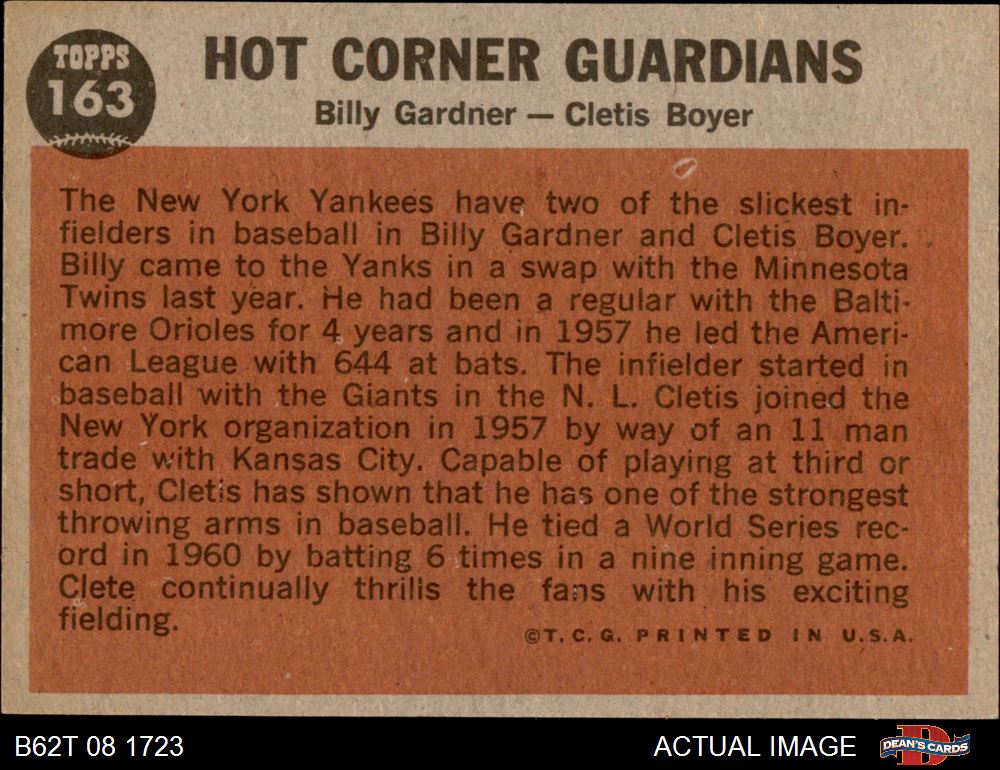 TOPPS
163
HOT CORNER GUARDIANS
Billy Gardner — Cletis Boyer
The New York Yankees have two of the slickest in-
fielders in baseball in Billy Gardner and Cletis Boyer.
Billy came to the Yanks in a swap with the Minnesota
Twins last year. He had been a regular with the Balti-
more Orioles for 4 years and in 1957 he led the Ameri-
can League with 644 at bats. The infielder started in
baseball with the Giants in the N. L. Cletis joined the
New York organization in 1957 by way of an 11 man
trade with Kansas City. Capable of playing at third or
short, Cletis has shown that he has one of the strongest
throwing arms in baseball. He tied a World Series rec-
ord in 1960 by batting 6 times in a nine inning game.
Clete continually thrills the fans with his exciting
fielding.
©T. C. G. PRINTED IN U.S.A.
B62T 08 1723
ACTUAL IMAGE
D
DEAN'S CARDS